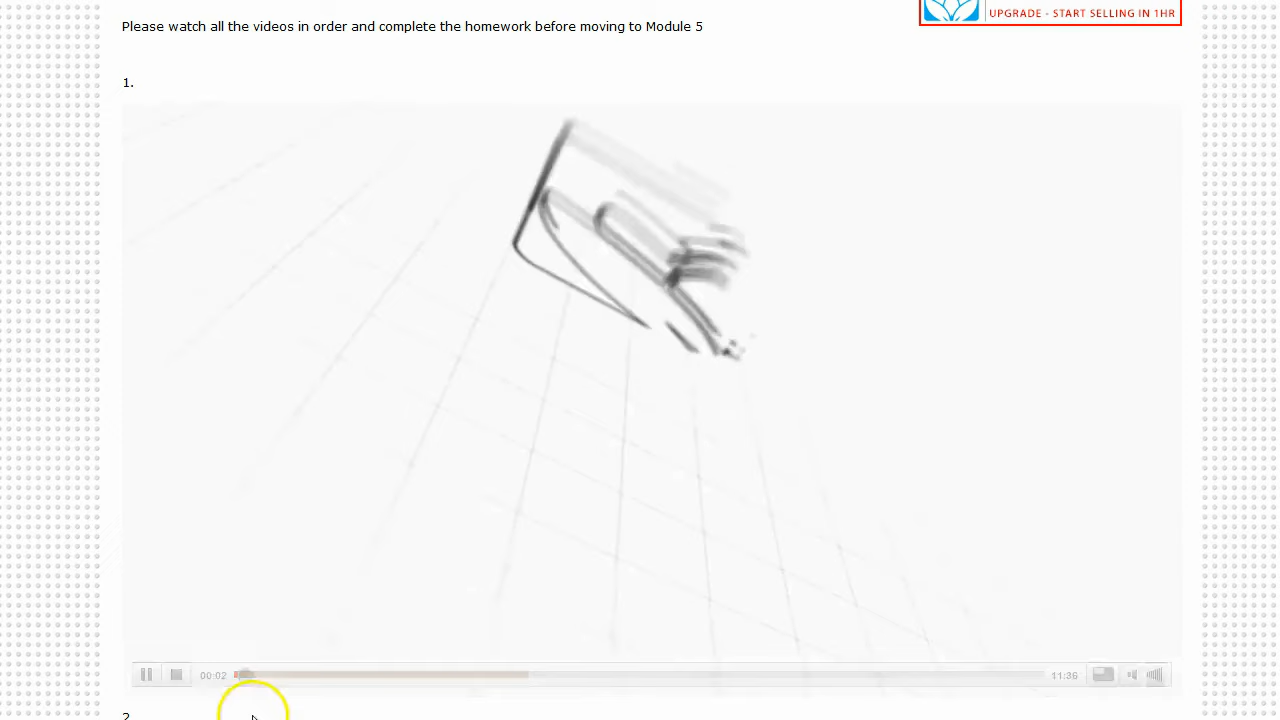 UPGRADE - START SELLING IN 1HR
Please watch all the videos in order and complete the homework before moving to Module 5
1.
00:02
11:36
2.